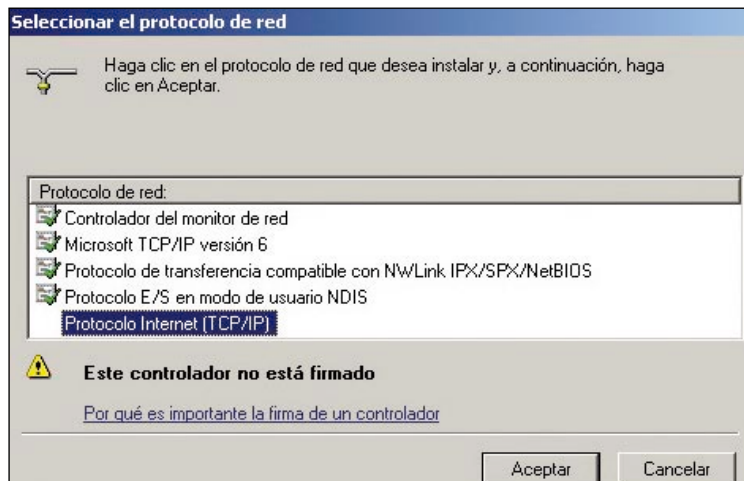 Seleccionar el protocolo de red
Haga clic en el protocolo de red que desea instalar y, a continuación, haga
clic en Aceptar.
Protocolo de red:
Controlador del monitor de red
Microsoft TCP/IP versión 6
Protocolo de transferencia compatible con NWLink IPX/SPX/NetBIOS
Protocolo E/S en modo de usuario NDIS
Protocolo Internet (TCP/IP)
Este controlador no está firmado
Por qué es importante la firma de un controlador
Aceptar
Cancelar